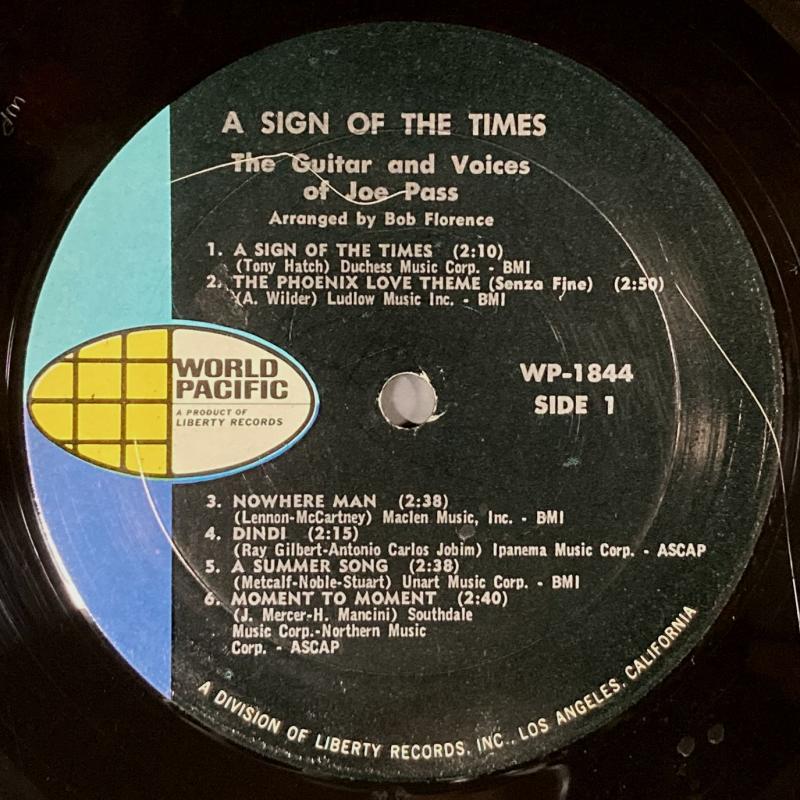 A SIGN OF THE TIMES
The Guitar and Voices
of Joe Pass
Arranged by Bob Florence
1. A SIGN OF THE TIMES (2:10)
(Tony Hatch) Duchess Music Corp. - BMI
2. THE PHOENIX LOVE THEME (Senza Fine) (2:50)
(A. Wilder) Ludlow Music Inc. - BMI
WORLD
PACIFIC
A PRODUCT OF
LIBERTY RECORDS
WP-1844
SIDE 1
3. NOWHERE MAN (2:38)
(Lennon-McCartney) Maclen Music, Inc. - BMI
4. DINDI (2:15)
(Ray Gilbert-Antonio Carlos Jobim) Ipanema Music Corp. - ASCAP
5. A SUMMER SONG (2:38)
(Metcalf-Noble-Stuart) Unart Music Corp. - BMI
6. MOMENT TO MOMENT (2:40)
(J. Mercer-H. Mancini) Southdale
Music Corp.-Northern Music
Corp. - ASCAP
A DIVISION OF LIBERTY RECORDS, INC., LOS ANGELES, CALIFORNIA